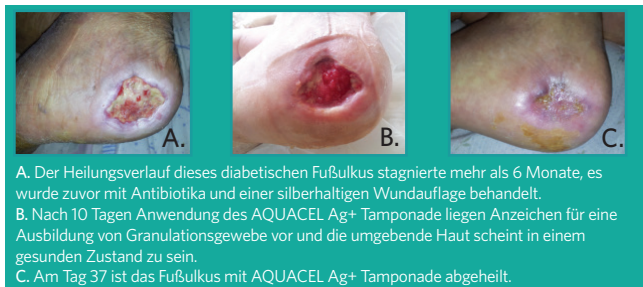 A.
B.
C.
A. Der Heilungsverlauf dieses diabetischen Fußulkus stagnierte mehr als 6 Monate, es
wurde zuvor mit Antibiotika und einer silberhaltigen Wundauflage behandelt.
B. Nach 10 Tagen Anwendung des AQUACEL Ag+ Tamponade liegen Anzeichen für eine
Ausbildung von Granulationsgewebe vor und die umgebende Haut scheint in einem
gesunden Zustand zu sein.
C. Am Tag 37 ist das Fußulkus mit AQUACEL Ag+ Tamponade abgeheilt.